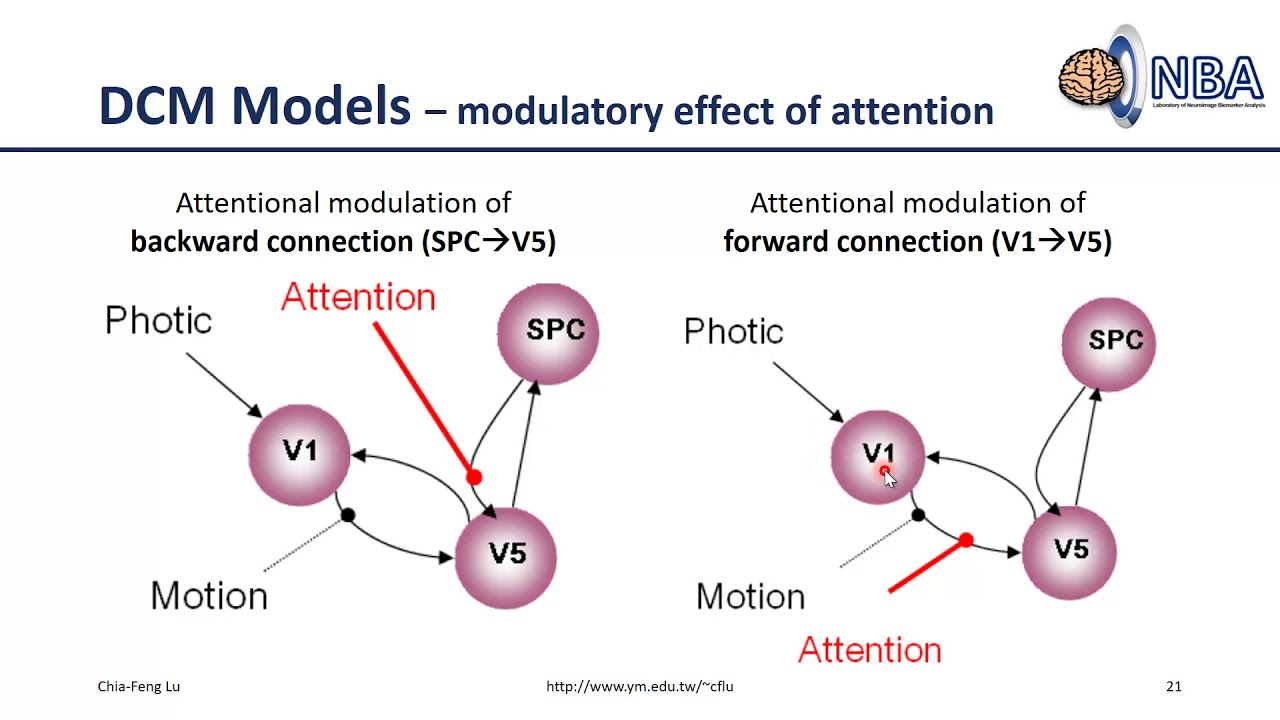 DCM Models – modulatory effect of attention
NBA
Laboratory of Neuroimage Biomarker Analysis
Attentional modulation of
backward connection (SPC→V5)
Attention
Photic
SPC
V1
V5
Motion
Attentional modulation of
forward connection (V1→V5)
Photic
SPC
V1
V5
Motion
Attention
Chia-Feng Lu
http://www.ym.edu.tw/~cflu
21